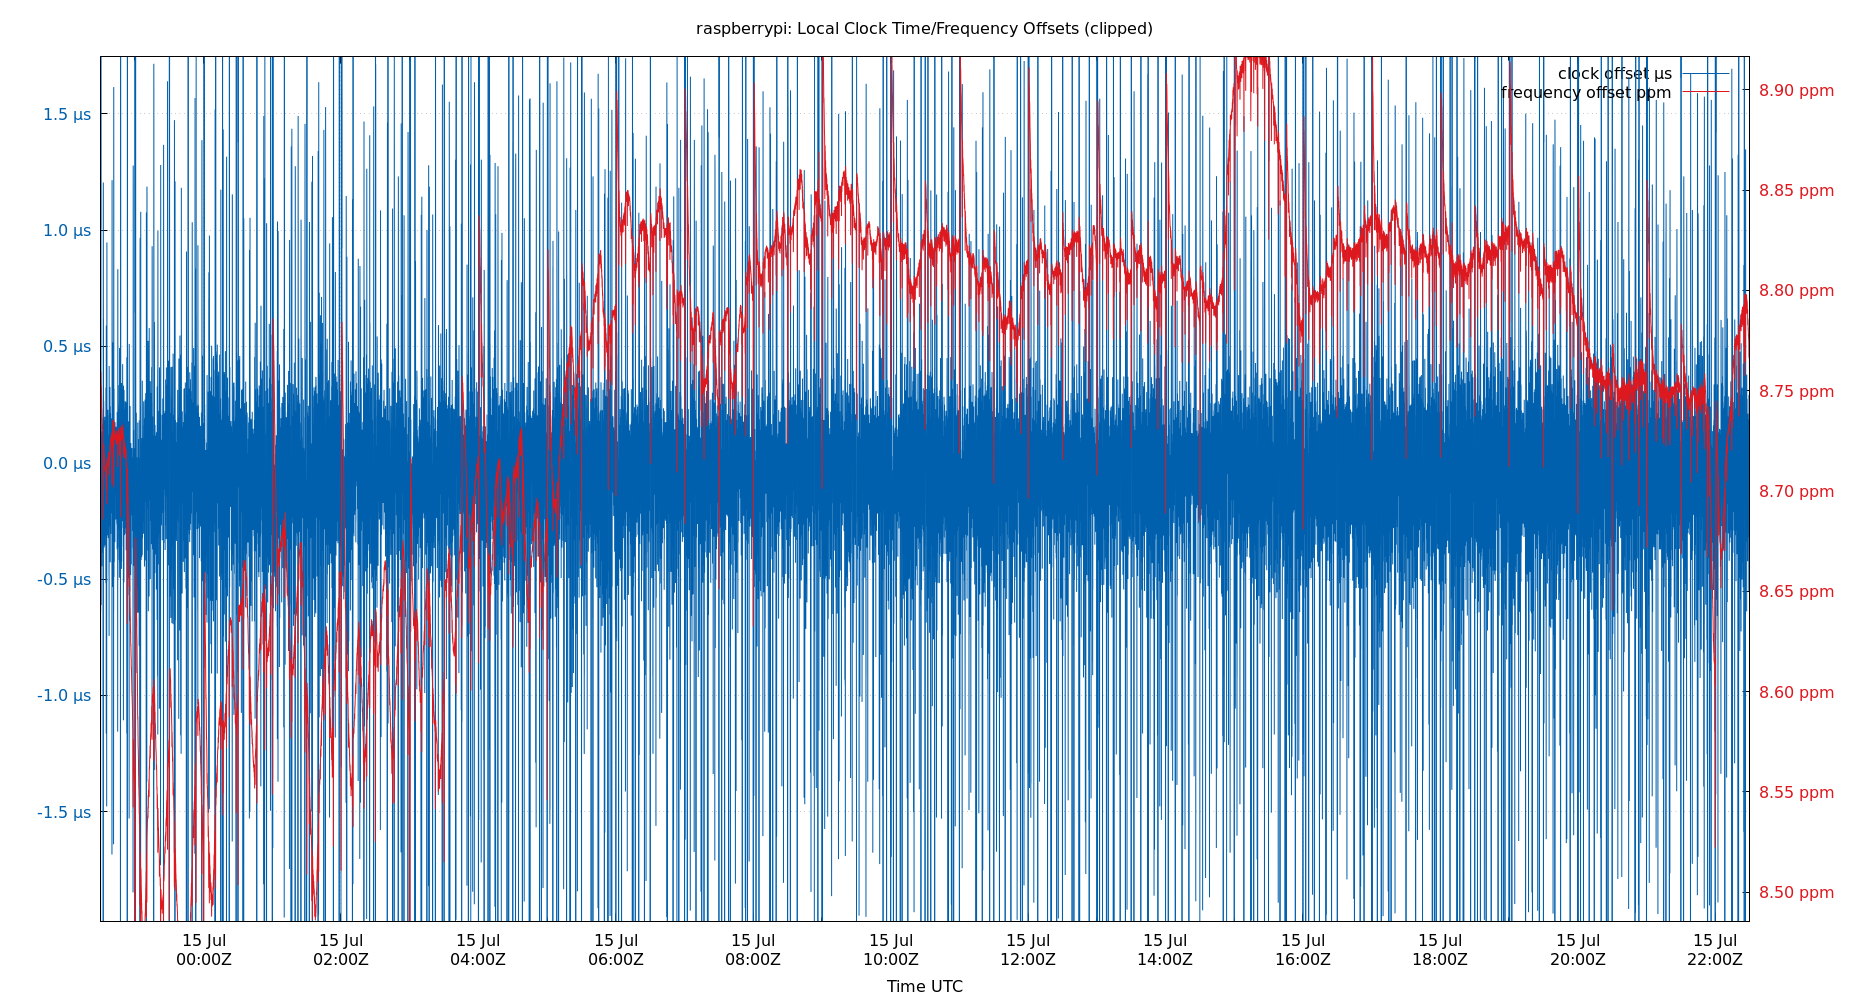 raspberrypi: Local Clock Time/Frequency Offsets (clipped)
clock offset µs
frequency offset ppm
1.5 µs
1.0 µs
0.5 µs
0.0 µs
-0.5 µs
-1.0 µs
-1.5 µs
8.90 ppm
8.85 ppm
8.80 ppm
8.75 ppm
8.70 ppm
8.65 ppm
8.60 ppm
8.55 ppm
8.50 ppm
15 Jul 15 Jul 15 Jul 15 Jul 15 Jul 15 Jul 15 Jul 15 Jul 15 Jul 15 Jul 15 Jul 15 Jul
00:00Z 02:00Z 04:00Z 06:00Z 08:00Z 10:00Z 12:00Z 14:00Z 16:00Z 18:00Z 20:00Z 22:00Z
Time UTC